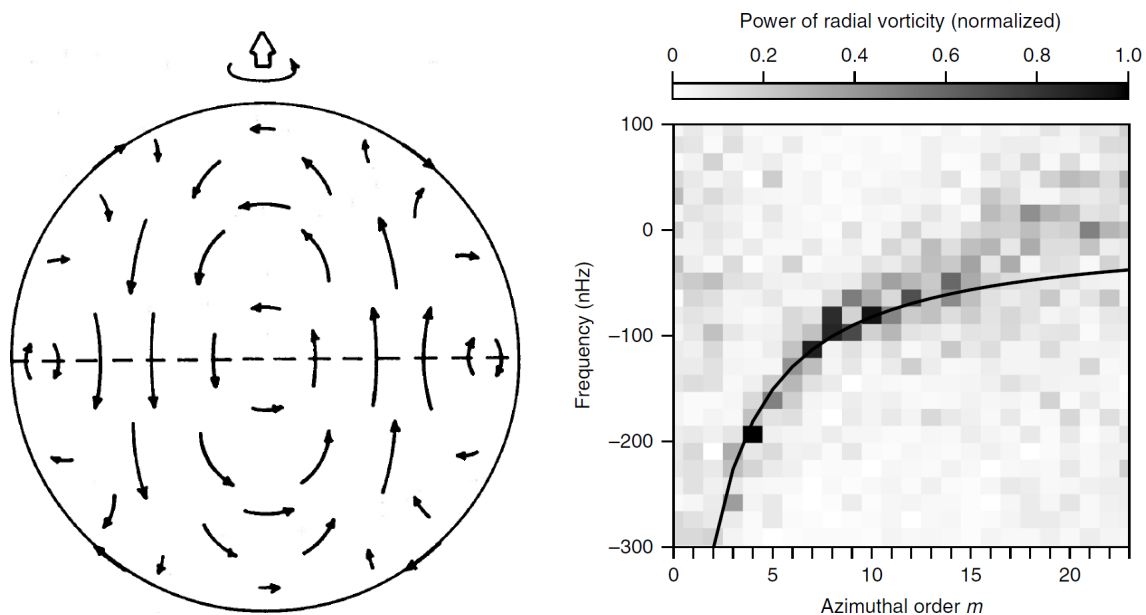 Power of radial vorticity (normalized)
0 0.2 0.4 0.6 0.8 1.0
100
0
−100
−200
−300
Frequency (nHz)
0 5 10 15 20
Azimuthal order m